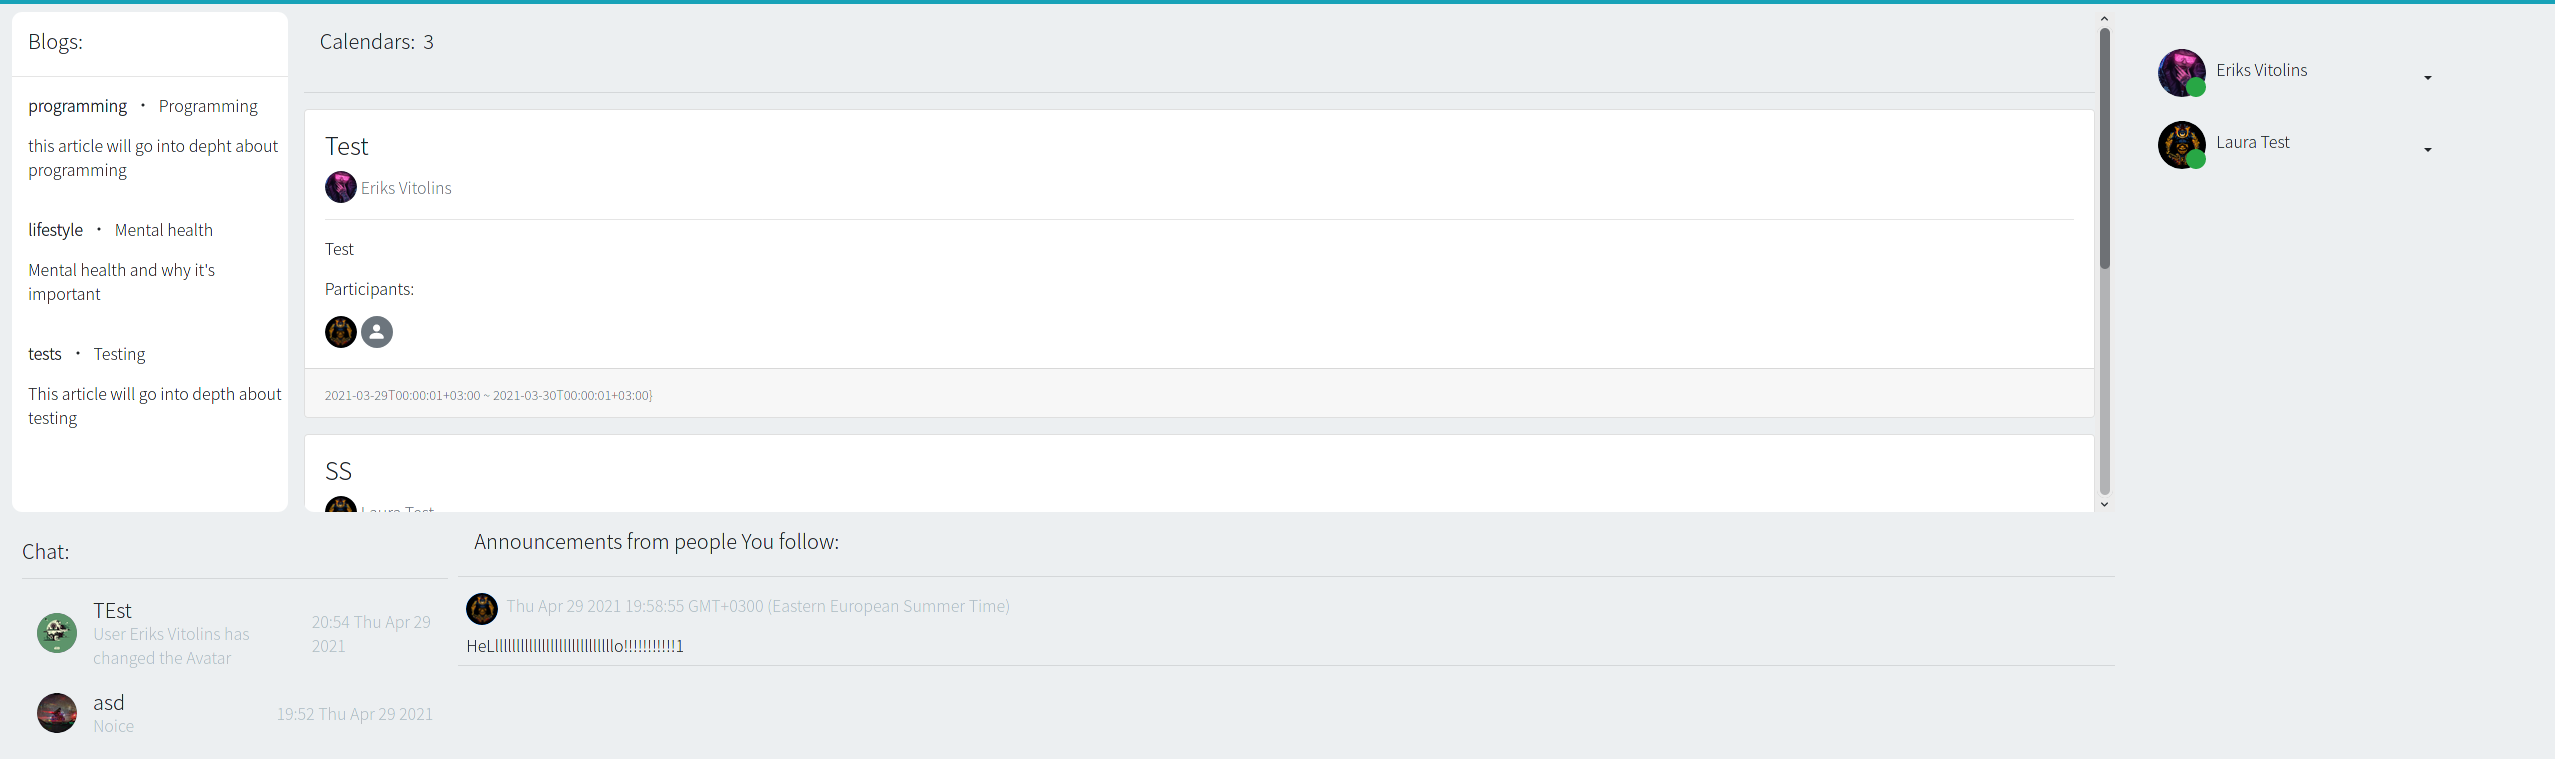 Blogs:
programming · Programming
this article will go into depht about
programming
lifestyle · Mental health
Mental health and why it's
important
tests · Testing
This article will go into depth about
testing
Calendars: 3
Test
Eriks Vitolins
Test
Participants:
2021-03-29T00:00:01+03:00 ~ 2021-03-30T00:00:01+03:00}
SS
Laura Test
Eriks Vitolins
Laura Test
Chat:
TEst
User Eriks Vitolins has
changed the Avatar
20:54 Thu Apr 29
2021
asd
Noice
19:52 Thu Apr 29 2021
Announcements from people You follow:
Thu Apr 29 2021 19:58:55 GMT+0300 (Eastern European Summer Time)
HeLllllllllllllllllllllllllllo!!!!!!!!!!!1